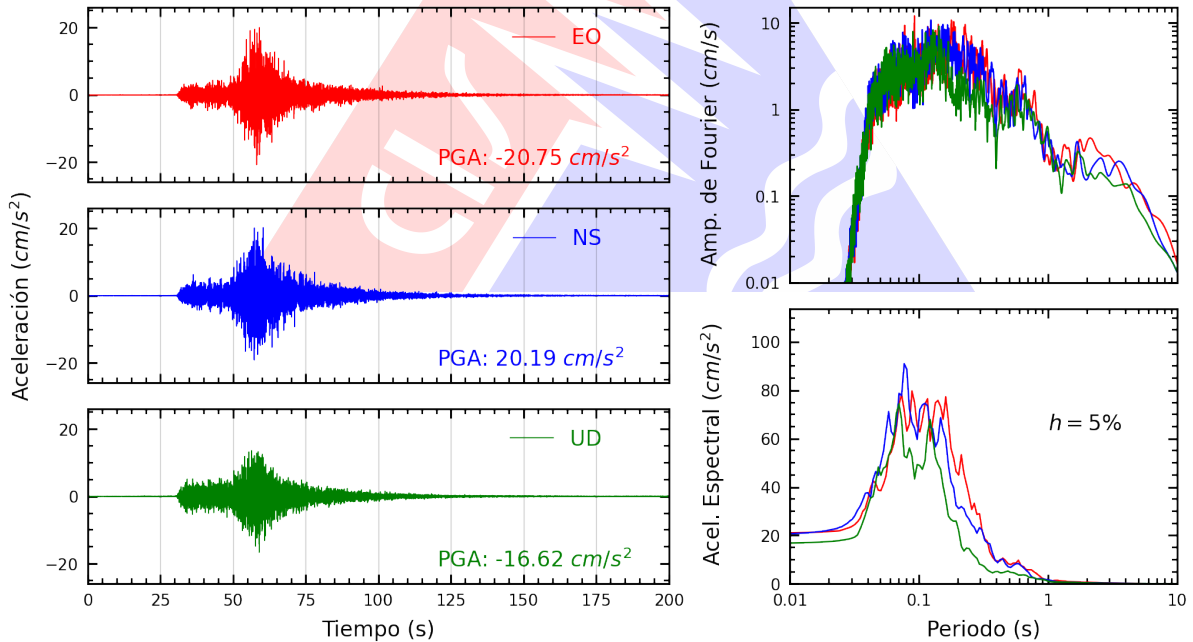 Aceleración (cm/s²)
20
0
−20
EO
PGA: -20.75 cm/s²
20
0
−20
NS
PGA: 20.19 cm/s²
20
0
−20
UD
PGA: -16.62 cm/s²
0 25 50 75 100 125 150 175 200
Tiempo (s)
Amp. de Fourier (cm/s)
10
1
0.1
0.01
Acel. Espectral (cm/s²)
100
80
60
40
20
0
h = 5%
0.01 0.1 1 10
Periodo (s)